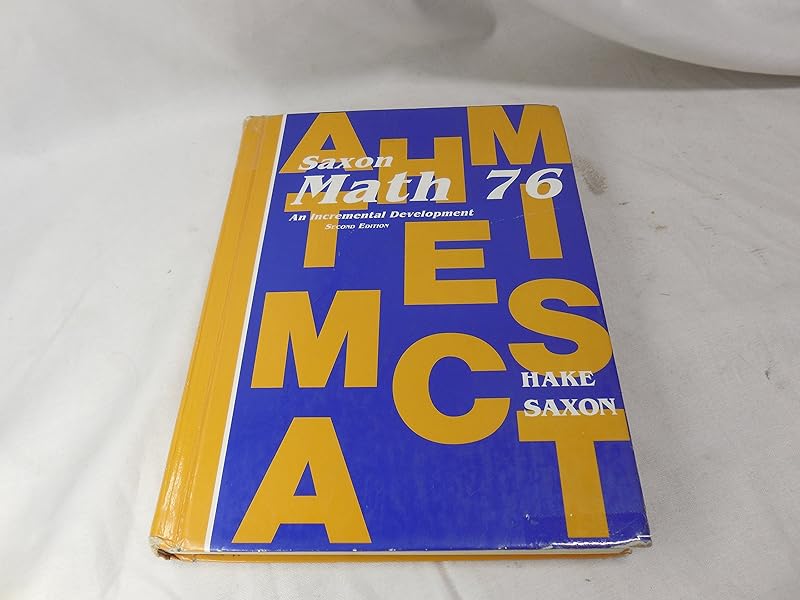 Saxon
Math 76
An Incremental Development
SECOND EDITION
HAKE
SAXON
A H M
T I
E
M S
C
A T